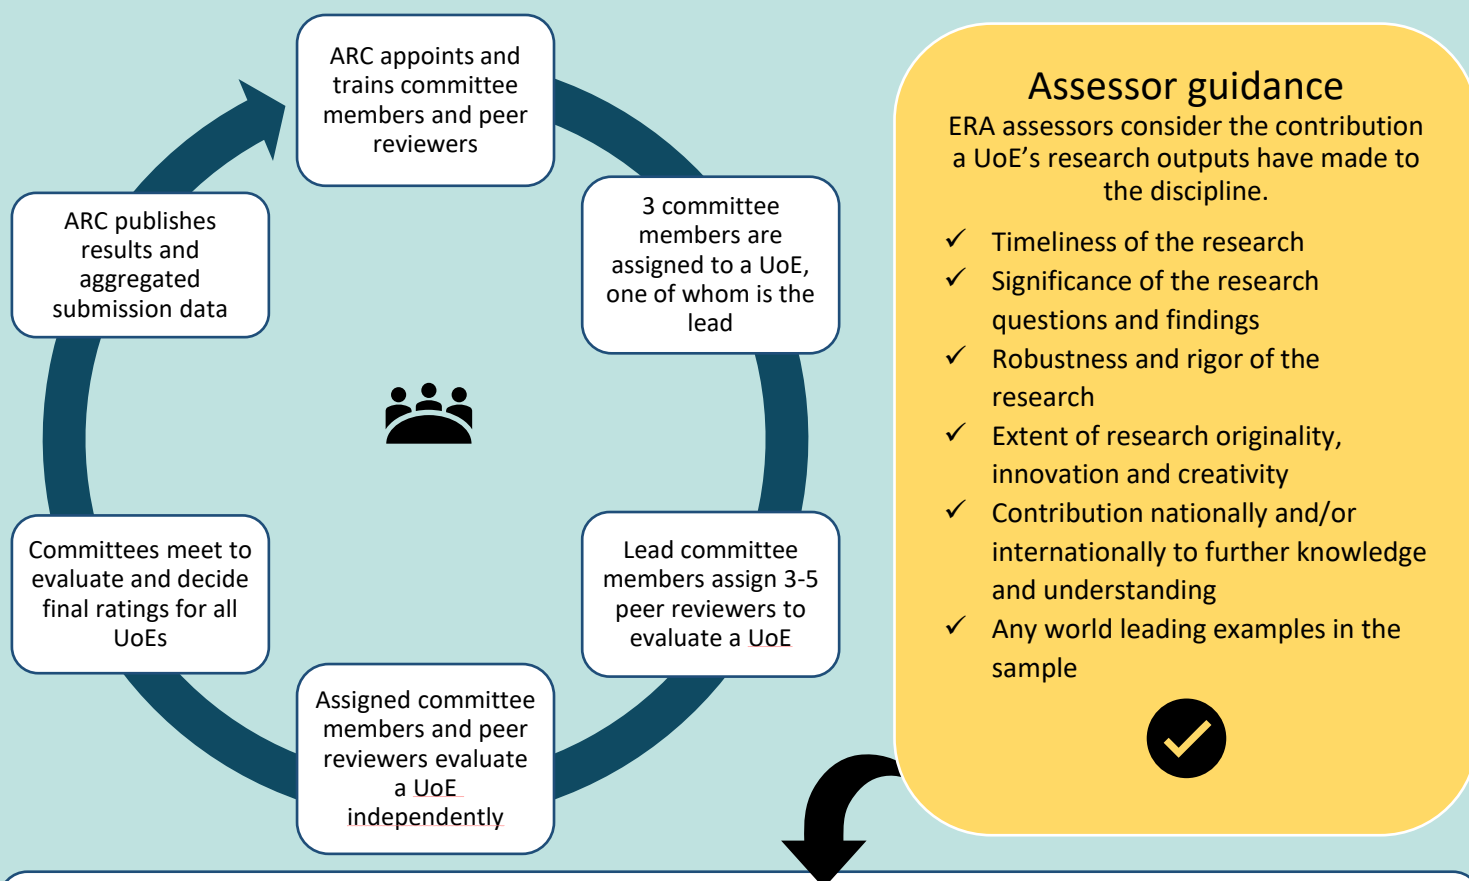 ARC appoints and
trains committee
members and peer
reviewers
3 committee
members are
assigned to a UoE,
one of whom is the
lead
Lead committee
members assign 3-5
peer reviewers to
evaluate a UoE
Assigned committee
members and peer
reviewers evaluate
a UoE
independently
Committees meet to
evaluate and decide
final ratings for all
UoEs
ARC publishes
results and
aggregated
submission data
Assessor guidance
ERA assessors consider the contribution
a UoE’s research outputs have made to
the discipline.
✓ Timeliness of the research
✓ Significance of the research
questions and findings
✓ Robustness and rigor of the
research
✓ Extent of research originality,
innovation and creativity
✓ Contribution nationally and/or
internationally to further knowledge
and understanding
✓ Any world leading examples in the
sample